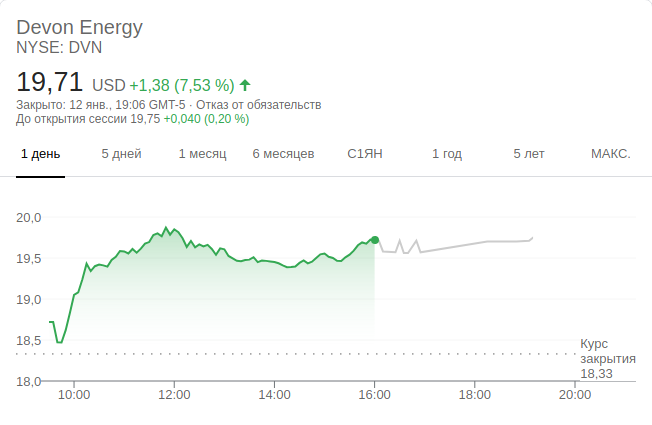 Devon Energy
NYSE: DVN
19,71 USD +1,38 (7,53 %)
Закрыто: 12 янв., 19:06 GMT-5 · Отказ от обязательств
До открытия сессии 19,75 +0,040 (0,20 %)
1 день 5 дней 1 месяц 6 месяцев С1ЯН 1 год 5 лет МАКС.
20,0
19,5
19,0
18,5
18,0
Курс
закрытия
18,33
10:00 12:00 14:00 16:00 18:00 20:00